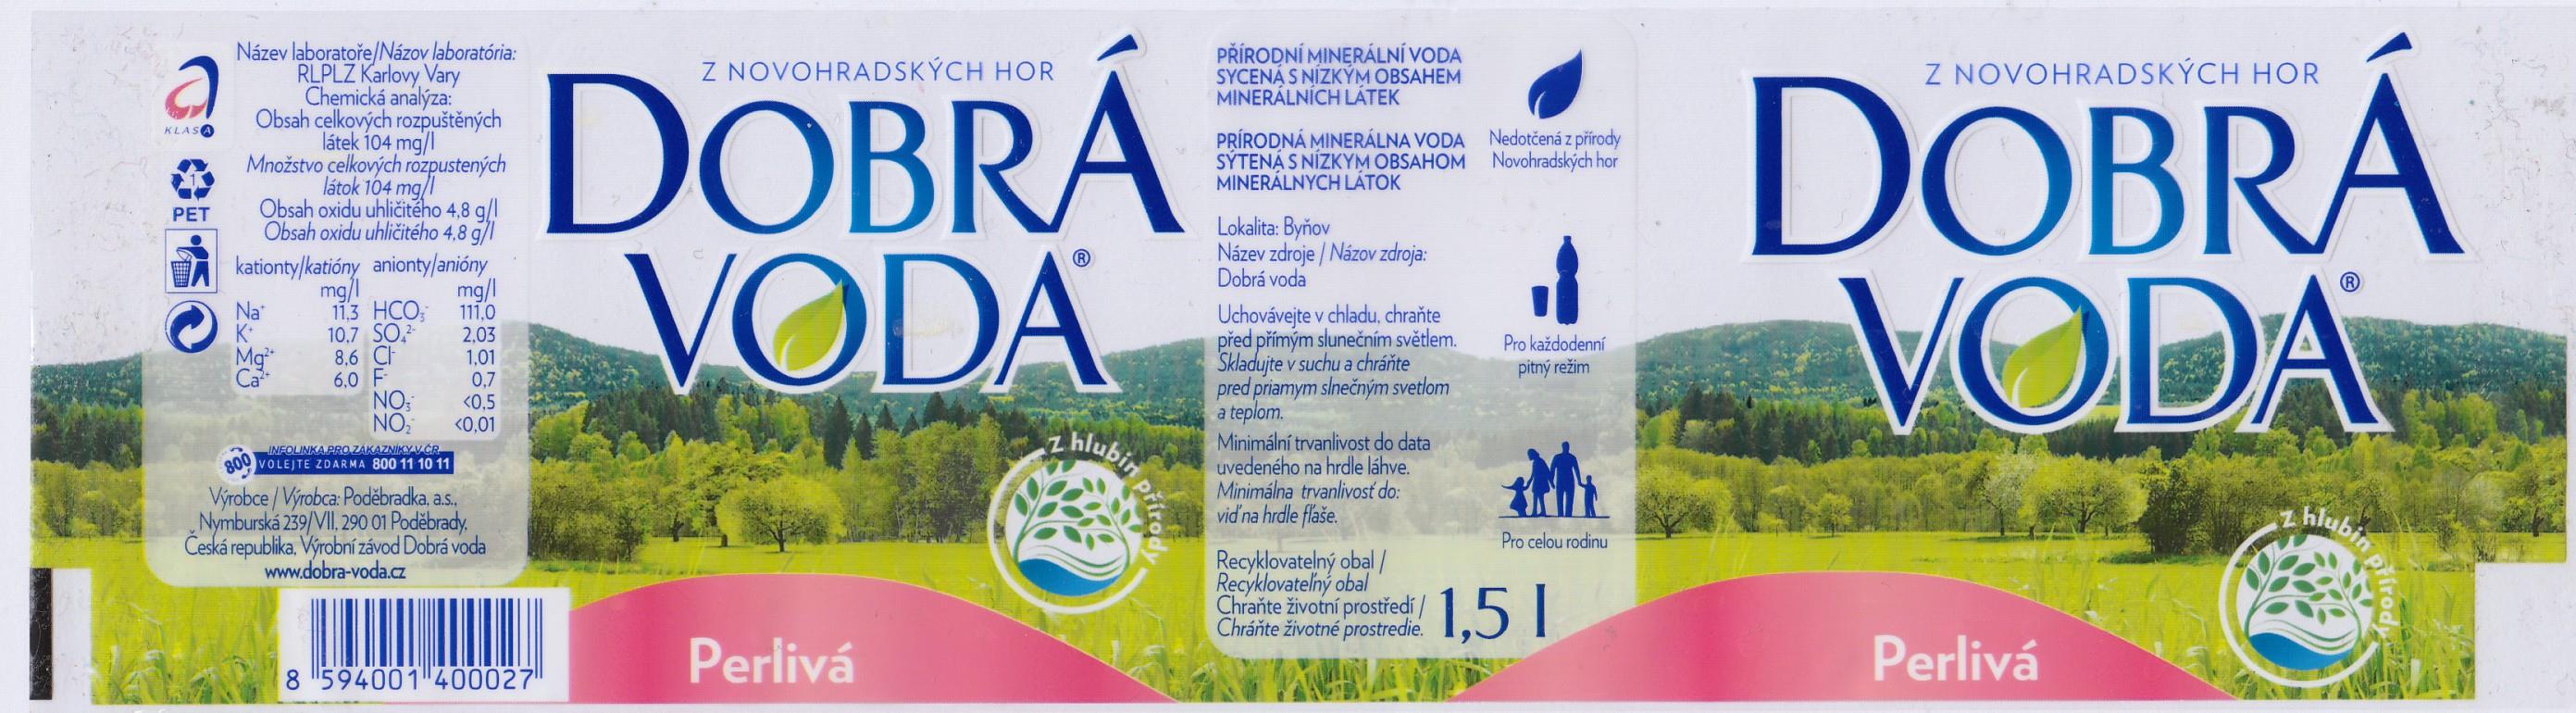 KLASA
1
PET
Název laboratoře/Názov laboratória:
RLPLZ Karlovy Vary
Chemická analýza:
Obsah celkových rozpuštěných
látek 104 mg/l
Množstvo celkových rozpustených
látok 104 mg/l
Obsah oxidu uhličitého 4,8 g/l
Obsah oxidu uhličitého 4,8 g/l
kationty/katióny anionty/anióny
mg/l mg/l
Na⁺ 11,3 HCO₃⁻ 111,0
K⁺ 10,7 SO₄²⁻ 2,03
Mg²⁺ 8,6 Cl⁻ 1,01
Ca²⁺ 6,0 F⁻ 0,7
NO₃⁻ <0,5
NO₂⁻ <0,01
INFOLINKA PRO ZÁKAZNÍKY V ČR
800 VOLEJTE ZDARMA 800 11 10 11
Výrobce / Výrobca: Poděbradka, a.s.,
Nymburská 239/VII, 290 01 Poděbrady,
Česká republika, Výrobní závod Dobrá voda
www.dobra-voda.cz
8 594001 400027
Z NOVOHRADSKÝCH HOR
DOBRÁ
VODA®
Z hlubin přírody
Perlivá
PŘÍRODNÍ MINERÁLNÍ VODA
SYCENÁ S NÍZKÝM OBSAHEM
MINERÁLNÍCH LÁTEK
PRÍRODNÁ MINERÁLNA VODA
SÝTENÁ S NÍZKYM OBSAHOM
MINERÁLNYCH LÁTOK
Lokalita: Byňov
Název zdroje / Názov zdroja:
Dobrá voda
Uchovávejte v chladu, chraňte
před přímým slunečním světlem.
Skladujte v suchu a chráňte
pred priamym slnečným svetlom
a teplom.
Minimální trvanlivost do data
uvedeného na hrdle láhve.
Minimálna trvanlivosť do:
viď na hrdle fľaše.
Recyklovatelný obal /
Recyklovateľný obal
Chraňte životní prostředí /
Chráňte životné prostredie.
1,5 l
Nedotčená z přírody
Novohradských hor
Pro každodenní
pitný režim
Pro celou rodinu
Z NOVOHRADSKÝCH HOR
DOBRÁ
VODA®
Z hlubin přírody
Perlivá